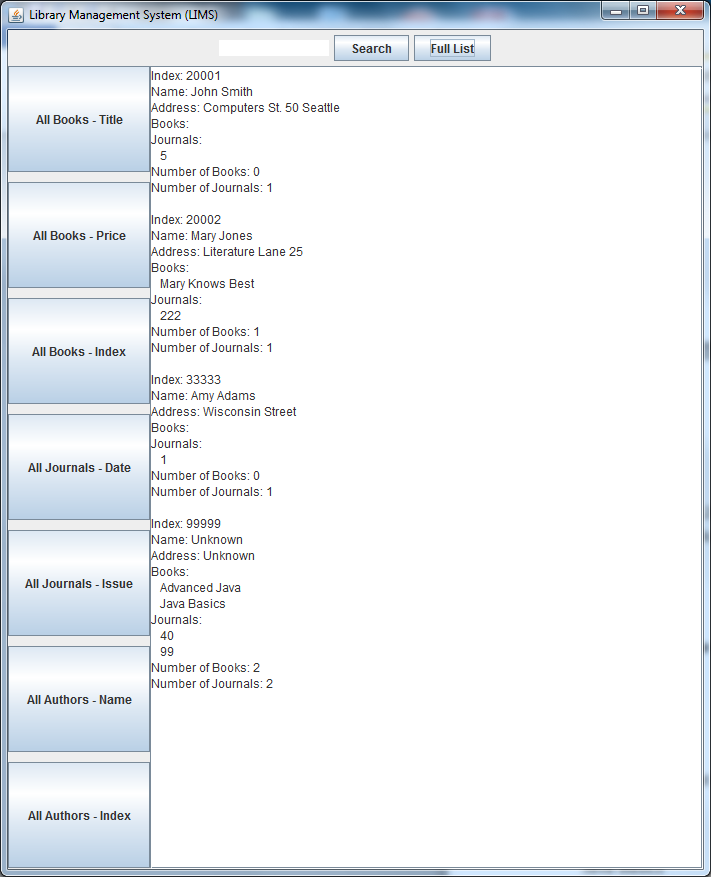 Library Management System (LIMS)
Search Full List
All Books - Title
All Books - Price
All Books - Index
All Journals - Date
All Journals - Issue
All Authors - Name
All Authors - Index
Index: 20001
Name: John Smith
Address: Computers St. 50 Seattle
Books:
Journals:
5
Number of Books: 0
Number of Journals: 1
Index: 20002
Name: Mary Jones
Address: Literature Lane 25
Books:
Mary Knows Best
Journals:
222
Number of Books: 1
Number of Journals: 1
Index: 33333
Name: Amy Adams
Address: Wisconsin Street
Books:
Journals:
1
Number of Books: 0
Number of Journals: 1
Index: 99999
Name: Unknown
Address: Unknown
Books:
Advanced Java
Java Basics
Journals:
40
99
Number of Books: 2
Number of Journals: 2